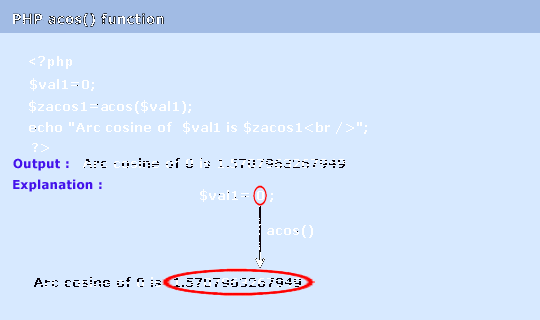 PHP acos() function
<?php
$val1=0;
$zacos1=acos($val1);
echo "Arc cosine of  $val1 is $zacos1<br />";
?>
Output :   Arc cosine of 0 is 1.5707963267949
Explanation :
$val1= 0;
acos()
Arc cosine of 0 is 1.5707963267949